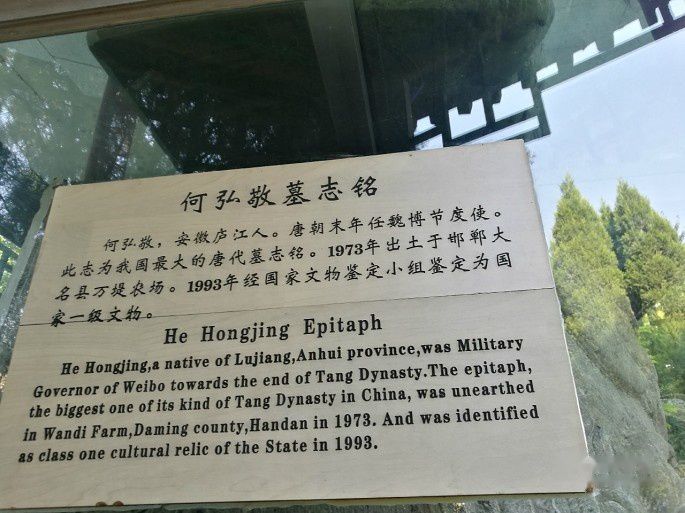 何弘敬墓志铭
何弘敬，安徽庐江人。唐朝末年任魏博节度使。
此志为我国最大的唐代墓志铭。1973年出土于邯郸大
名县万堤农场。1993年经国家文物鉴定小组鉴定为国
家一级文物。
He Hongjing Epitaph
He Hongjing,a native of Lujiang,Anhui province,was Military
Governor of Weibo towards the end of Tang Dynasty.The epitaph,
the biggest one of its kind of Tang Dynasty in China, was unearthed
in Wandi Farm,Daming county,Handan in 1973. And was identified
as class one cultural relic of the State in 1993.